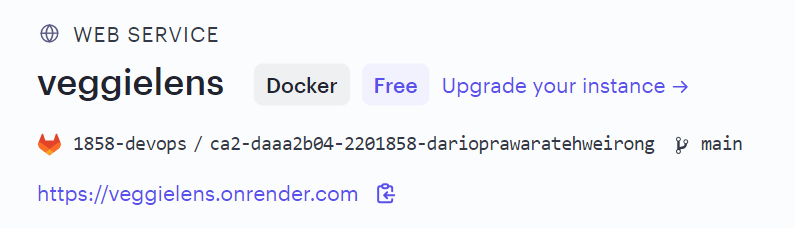 WEB SERVICE
veggielens Docker Free Upgrade your instance →
1858-devops / ca2-daaa2b04-2201858-darioprawaratehweirong main
https://veggielens.onrender.com